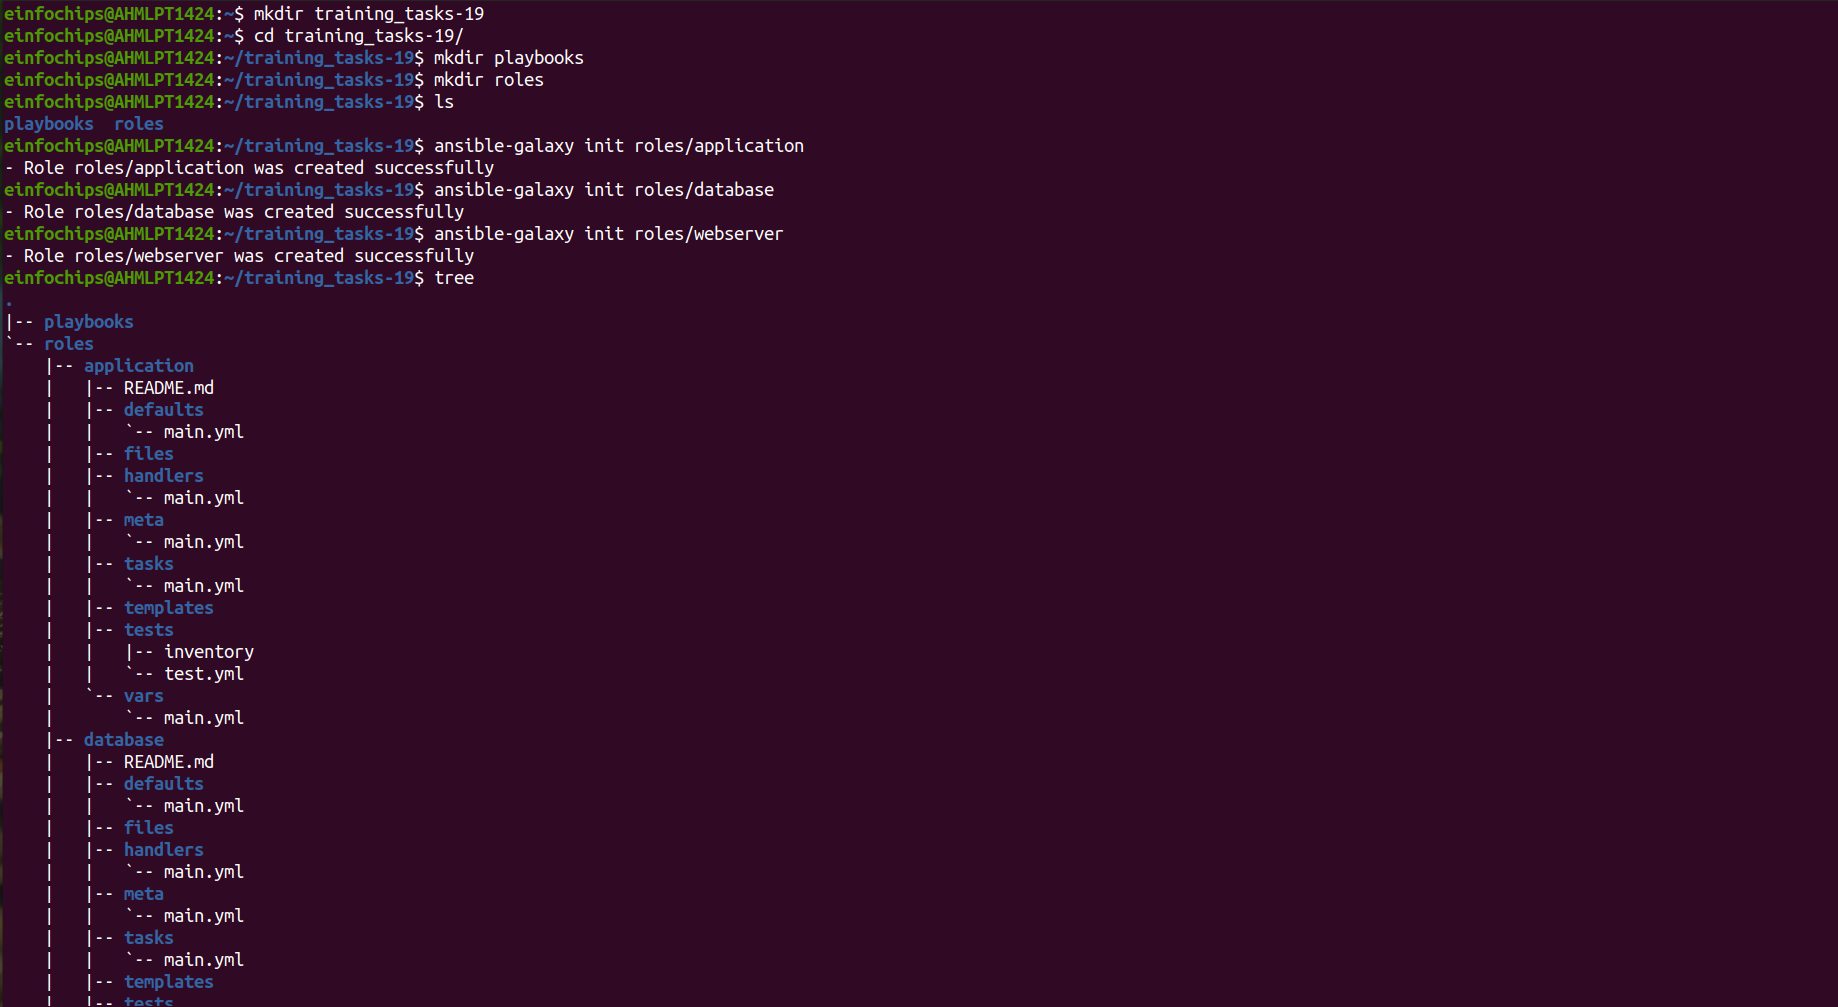 einfochips@AHMLPT1424:~$ mkdir training_tasks-19
einfochips@AHMLPT1424:~$ cd training_tasks-19/
einfochips@AHMLPT1424:~/training_tasks-19$ mkdir playbooks
einfochips@AHMLPT1424:~/training_tasks-19$ mkdir roles
einfochips@AHMLPT1424:~/training_tasks-19$ ls
playbooks  roles
einfochips@AHMLPT1424:~/training_tasks-19$ ansible-galaxy init roles/application
- Role roles/application was created successfully
einfochips@AHMLPT1424:~/training_tasks-19$ ansible-galaxy init roles/database
- Role roles/database was created successfully
einfochips@AHMLPT1424:~/training_tasks-19$ ansible-galaxy init roles/webserver
- Role roles/webserver was created successfully
einfochips@AHMLPT1424:~/training_tasks-19$ tree
.
|-- playbooks
`-- roles
    |-- application
    |   |-- README.md
    |   |-- defaults
    |   |   `-- main.yml
    |   |-- files
    |   |-- handlers
    |   |   `-- main.yml
    |   |-- meta
    |   |   `-- main.yml
    |   |-- tasks
    |   |   `-- main.yml
    |   |-- templates
    |   |-- tests
    |   |   |-- inventory
    |   |   `-- test.yml
    |   `-- vars
    |       `-- main.yml
    |-- database
    |   |-- README.md
    |   |-- defaults
    |   |   `-- main.yml
    |   |-- files
    |   |-- handlers
    |   |   `-- main.yml
    |   |-- meta
    |   |   `-- main.yml
    |   |-- tasks
    |   |   `-- main.yml
    |   |-- templates
    |   |-- tests